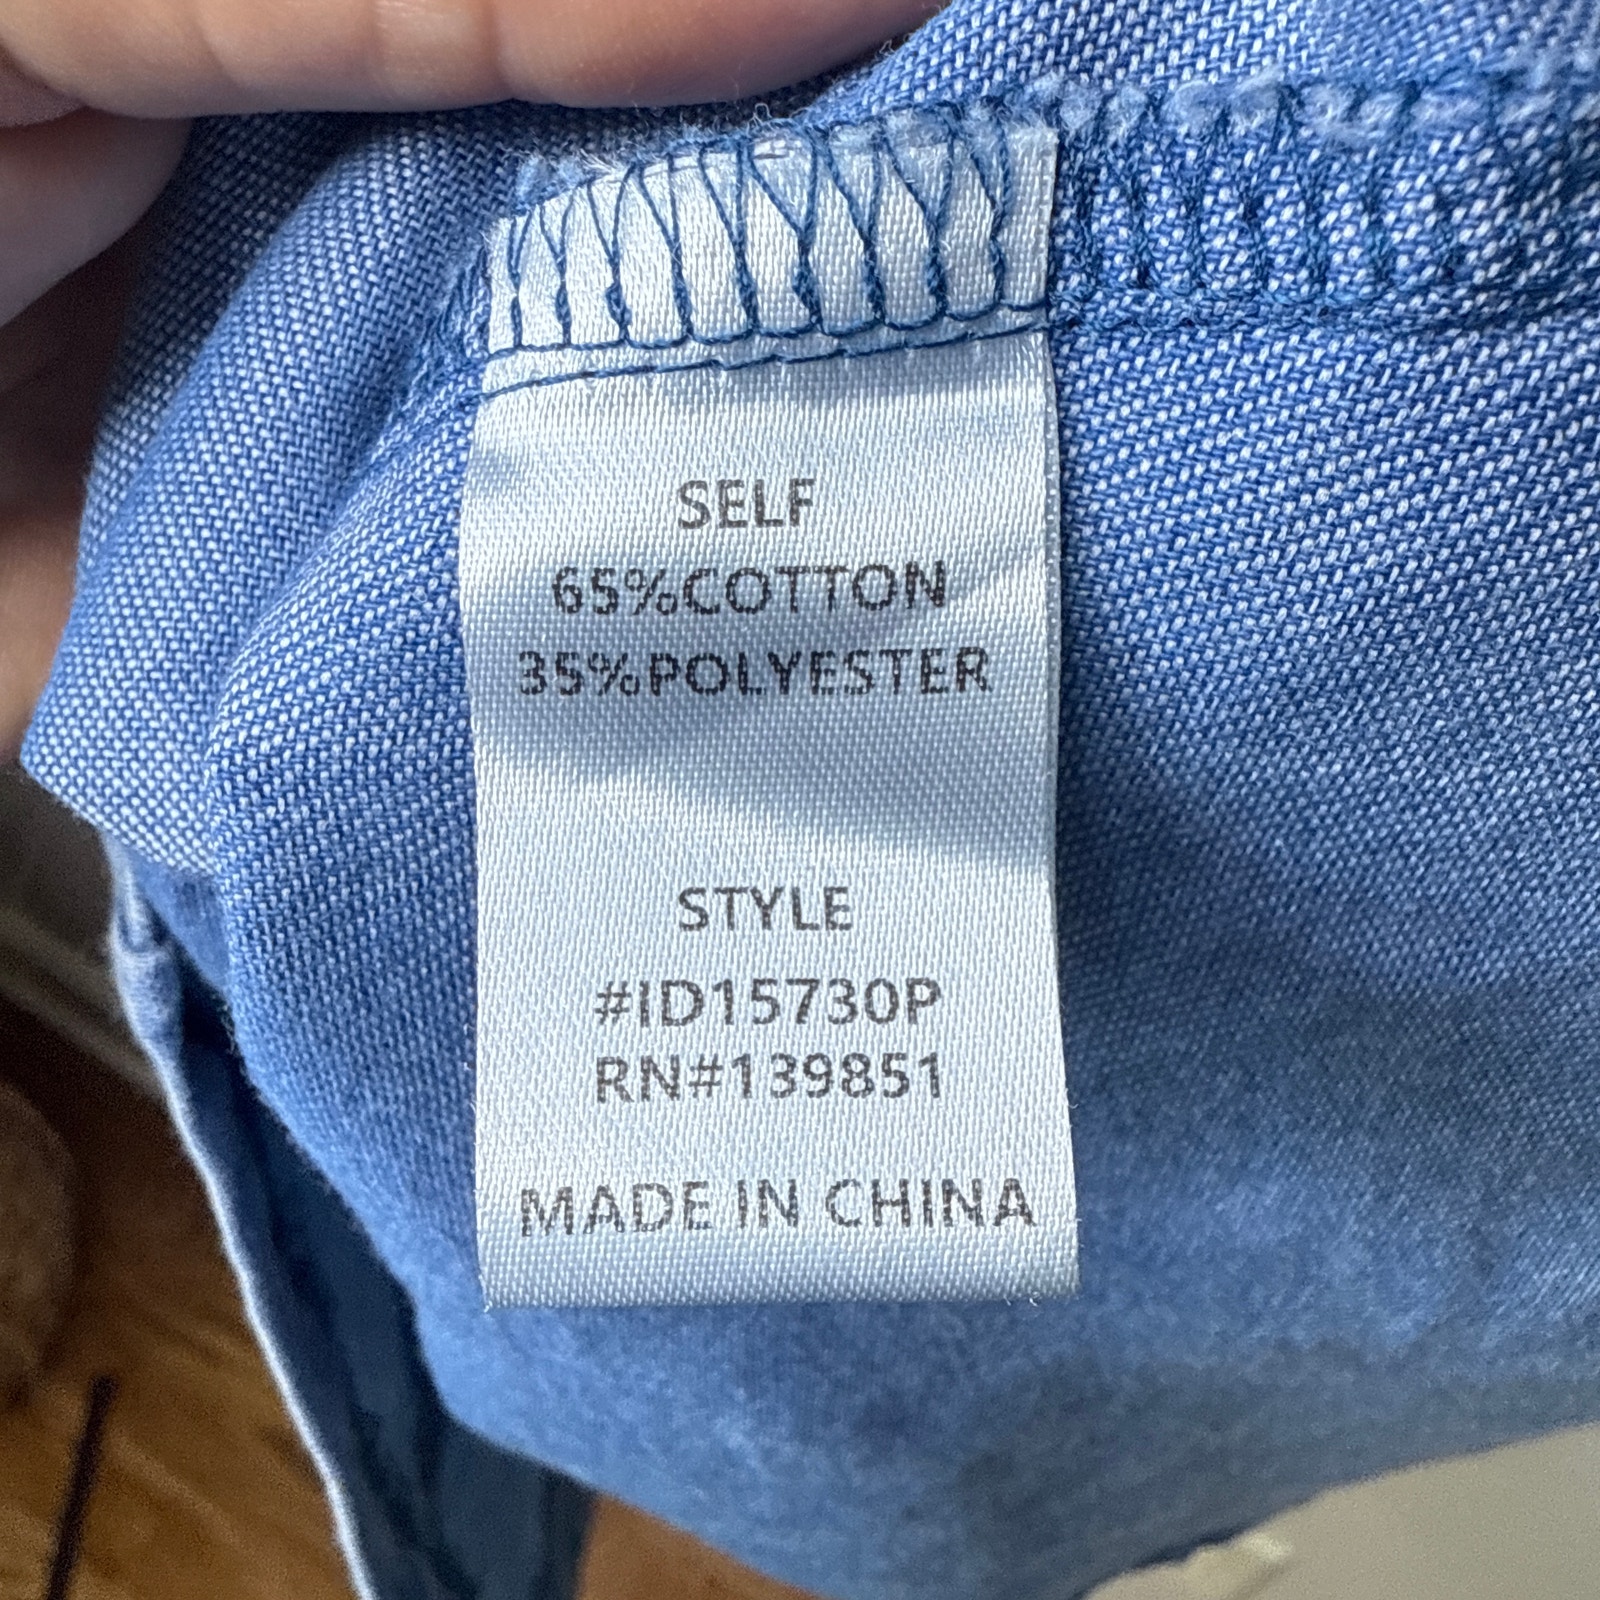 SELF
65%COTTON
35%POLYESTER
STYLE
#ID15730P
RN#139851
MADE IN CHINA